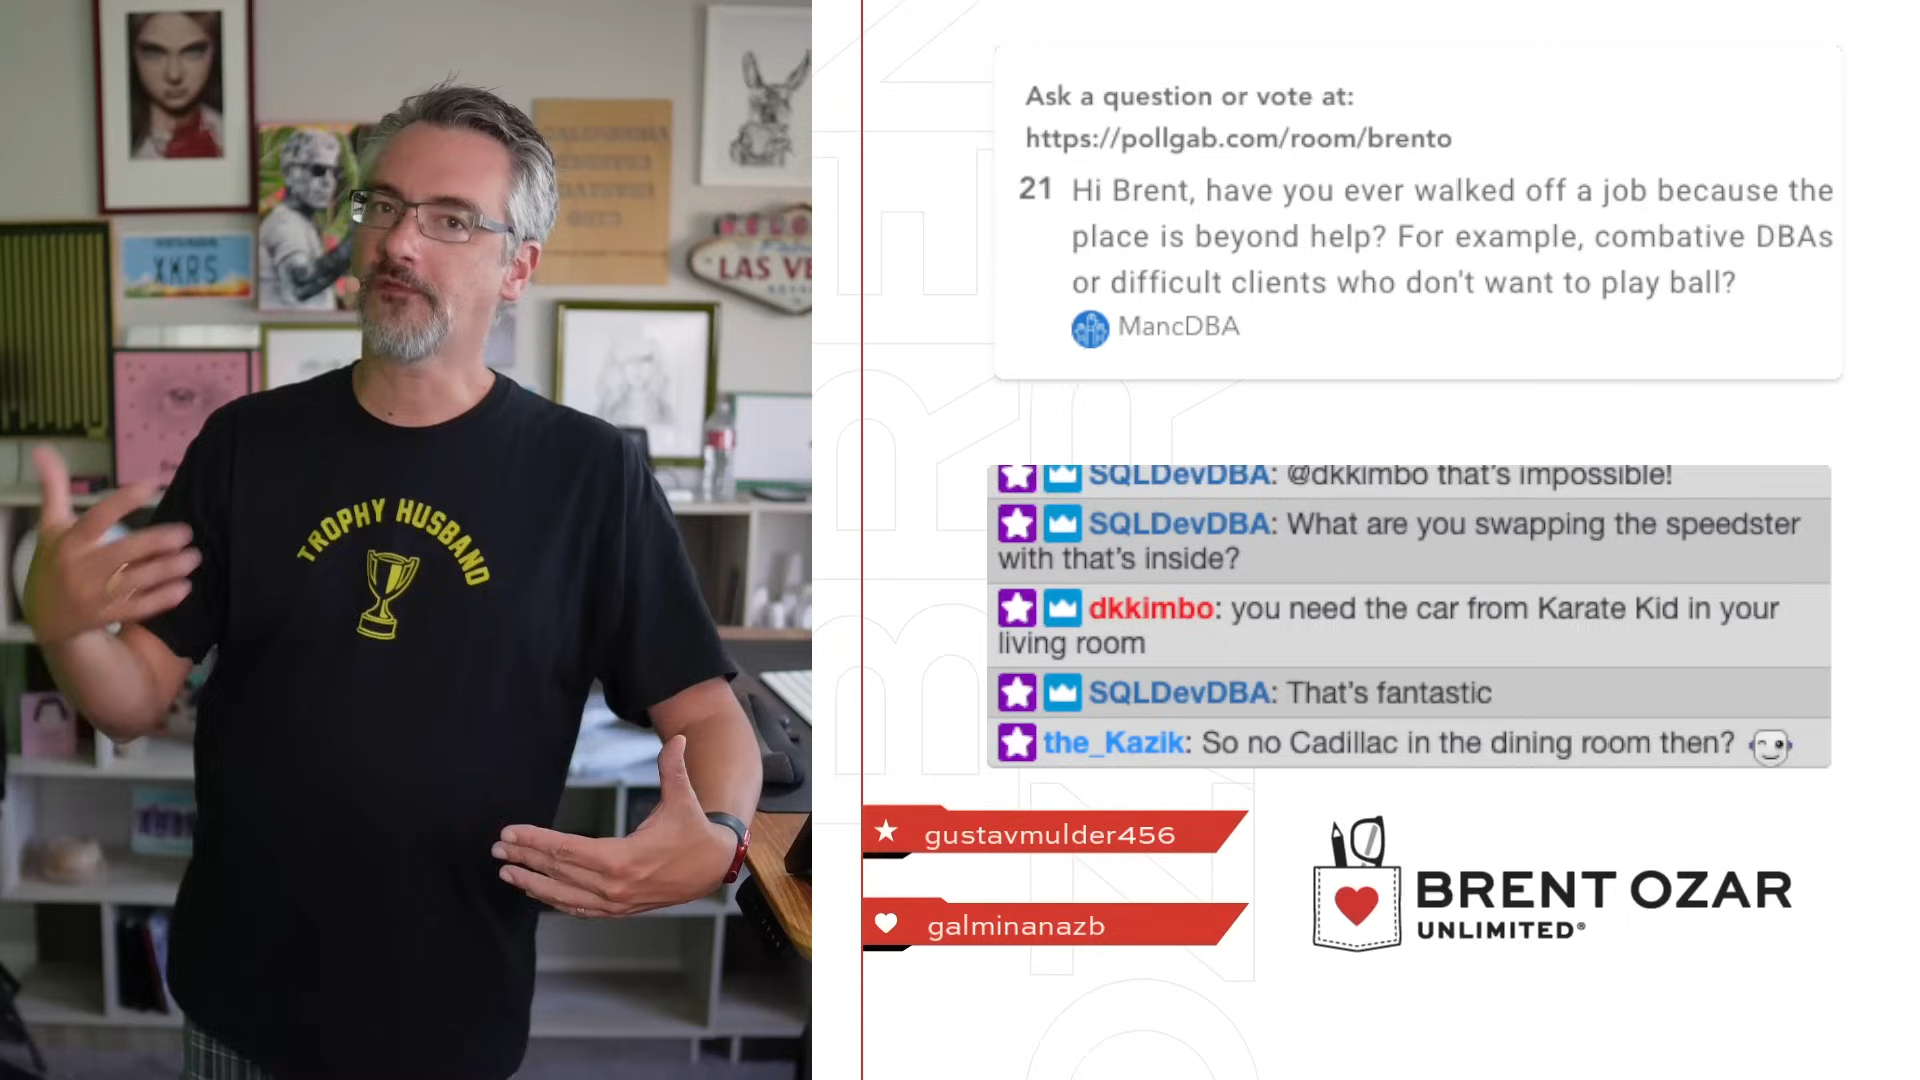 NEVADA
XKRS
LAS VE
TROPHY HUSBAND
Ask a question or vote at:
https://pollgab.com/room/brento
21 Hi Brent, have you ever walked off a job because the
place is beyond help? For example, combative DBAs
or difficult clients who don't want to play ball?
MancDBA
SQLDevDBA: @dkkimbo that's impossible!
SQLDevDBA: What are you swapping the speedster
with that's inside?
dkkimbo: you need the car from Karate Kid in your
living room
SQLDevDBA: That's fantastic
the_Kazik: So no Cadillac in the dining room then?
gustavmulder456
galminanazb
BRENT OZAR
UNLIMITED®